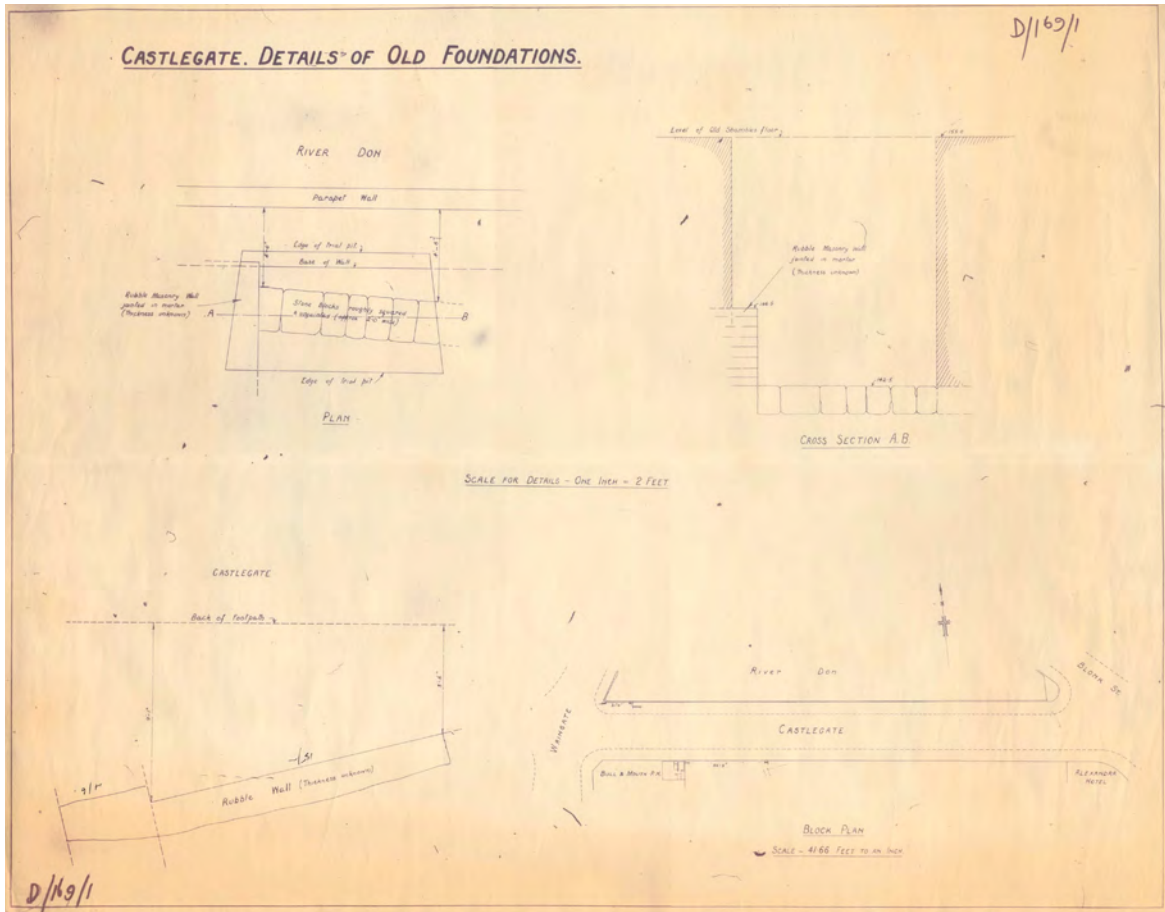 D/169/1
CASTLEGATE. DETAILS OF OLD FOUNDATIONS.
RIVER DON
Parapet Wall
Edge of trial pit
Base of Wall
Rubble Masonry Wall
jointed in mortar
(Thickness unknown)
A
Stone blocks roughly squared
B
Edge of trial pit
PLAN
Level of Old Shambles floor
Rubble Masonry wall
jointed in mortar
(Thickness unknown)
CROSS SECTION A.B.
SCALE FOR DETAILS - ONE INCH = 2 FEET
CASTLEGATE
Back of Footpath
Rubble Wall (Thickness unknown)
D/169/1
River Don
BLONK ST.
WAINGATE
CASTLEGATE
BULL & MOUTH P.H.
ALEXANDRA
HOTEL
BLOCK PLAN
SCALE - 41·66 FEET TO AN INCH